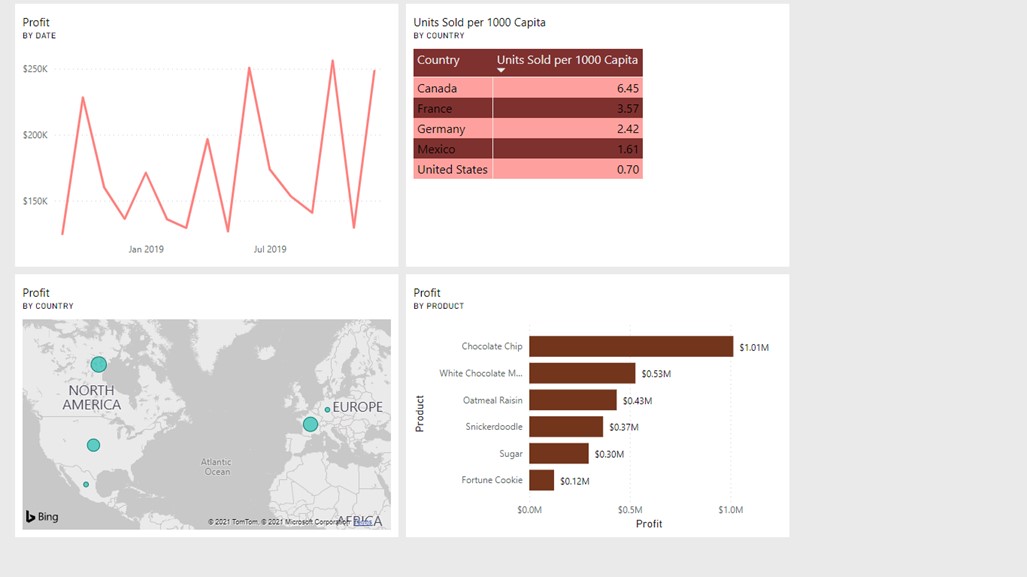 Profit
BY DATE
$250K
$200K
$150K
Jan 2019
Jul 2019
Units Sold per 1000 Capita
BY COUNTRY
Country Units Sold per 1000 Capita
Canada 6.45
France 3.57
Germany 2.42
Mexico 1.61
United States 0.70
Profit
BY COUNTRY
NORTH
AMERICA
EUROPE
Atlantic
Ocean
AFRICA
Bing
© 2021 TomTom, © 2021 Microsoft Corporation Terms
Profit
BY PRODUCT
Product
Chocolate Chip $1.01M
White Chocolate M... $0.53M
Oatmeal Raisin $0.43M
Snickerdoodle $0.37M
Sugar $0.30M
Fortune Cookie $0.12M
$0.0M $0.5M $1.0M
Profit